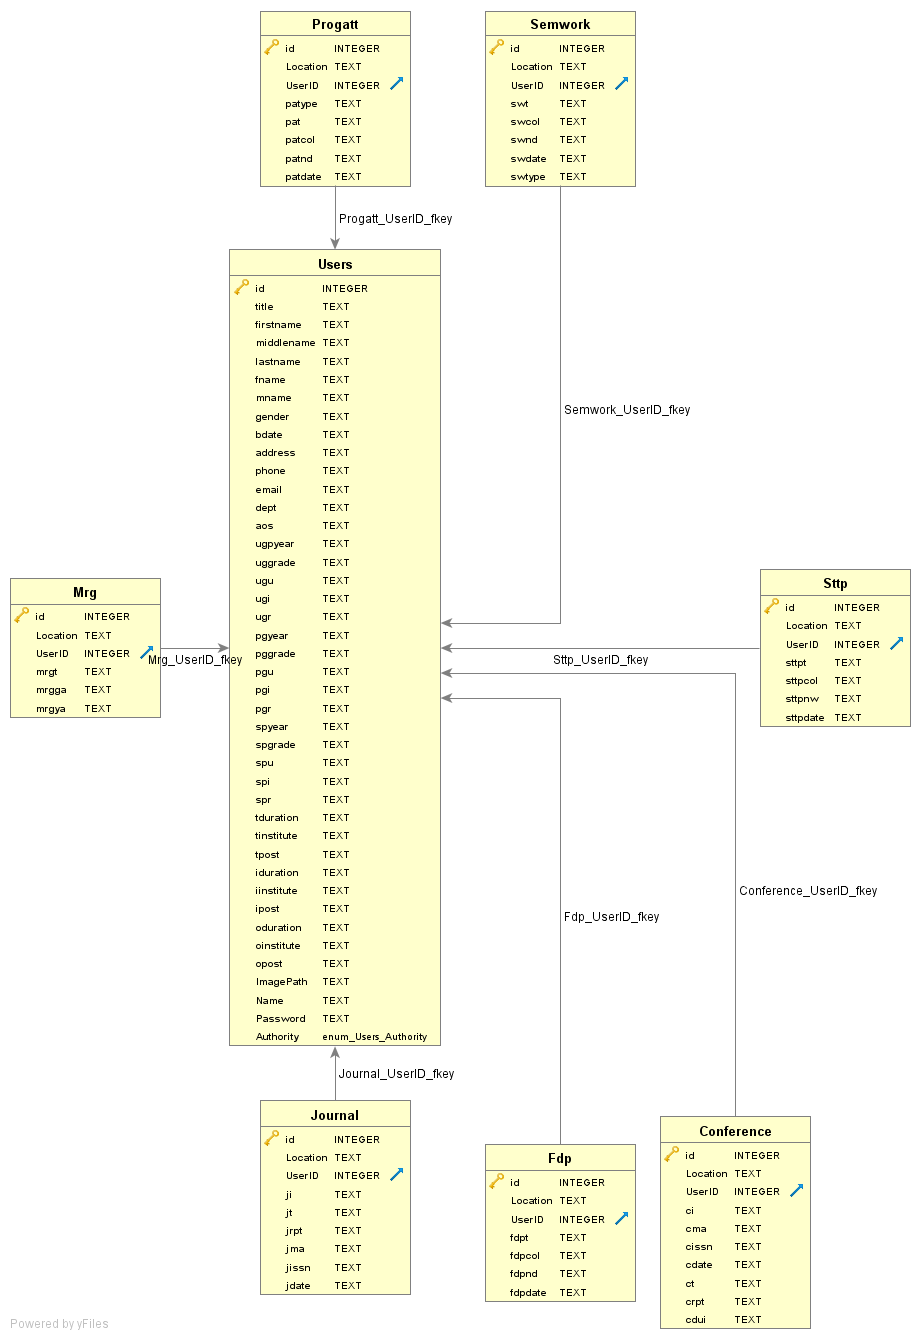 Progatt
id INTEGER
Location TEXT
UserID INTEGER
patype TEXT
pat TEXT
patcol TEXT
patnd TEXT
patdate TEXT
Semwork
id INTEGER
Location TEXT
UserID INTEGER
swt TEXT
swcol TEXT
swnd TEXT
swdate TEXT
swtype TEXT
Progatt_UserID_fkey
Users
id INTEGER
title TEXT
firstname TEXT
middlename TEXT
lastname TEXT
fname TEXT
mname TEXT
gender TEXT
bdate TEXT
address TEXT
phone TEXT
email TEXT
dept TEXT
aos TEXT
ugpyear TEXT
uggrade TEXT
ugu TEXT
ugi TEXT
ugr TEXT
pgyear TEXT
pggrade TEXT
pgu TEXT
pgi TEXT
pgr TEXT
spyear TEXT
spgrade TEXT
spu TEXT
spi TEXT
spr TEXT
tduration TEXT
tinstitute TEXT
tpost TEXT
iduration TEXT
iinstitute TEXT
ipost TEXT
oduration TEXT
oinstitute TEXT
opost TEXT
ImagePath TEXT
Name TEXT
Password TEXT
Authority enum_Users_Authority
Semwork_UserID_fkey
Mrg
id INTEGER
Location TEXT
UserID INTEGER
mrgt TEXT
mrgga TEXT
mrgya TEXT
Mrg_UserID_fkey
Sttp
id INTEGER
Location TEXT
UserID INTEGER
sttpt TEXT
sttpcol TEXT
sttpnw TEXT
sttpdate TEXT
Sttp_UserID_fkey
Conference_UserID_fkey
Fdp_UserID_fkey
Journal_UserID_fkey
Journal
id INTEGER
Location TEXT
UserID INTEGER
ji TEXT
jt TEXT
jrpt TEXT
jma TEXT
jissn TEXT
jdate TEXT
Fdp
id INTEGER
Location TEXT
UserID INTEGER
fdpt TEXT
fdpcol TEXT
fdpnd TEXT
fdpdate TEXT
Conference
id INTEGER
Location TEXT
UserID INTEGER
ci TEXT
cma TEXT
cissn TEXT
cdate TEXT
ct TEXT
crpt TEXT
cdui TEXT
Powered by yFiles